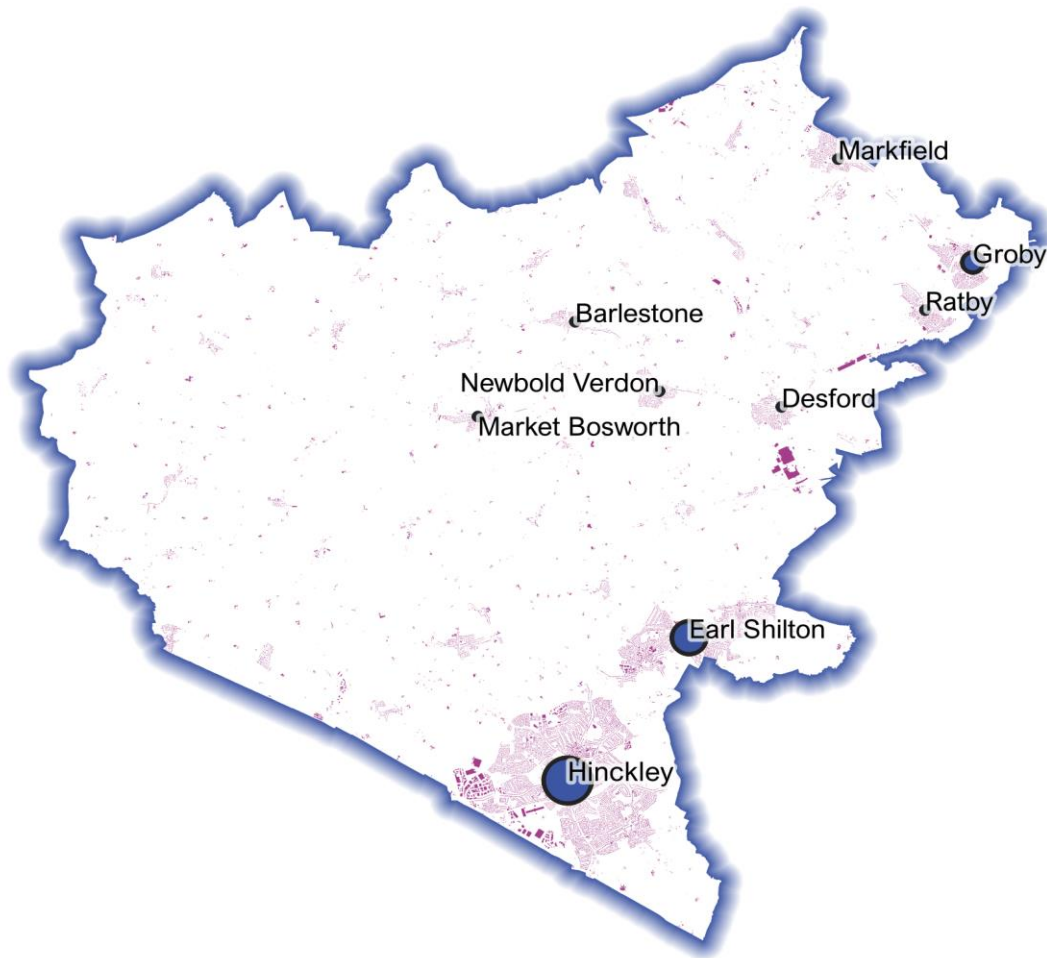 Markfield
Groby
Ratby
Barlestone
Newbold Verdon
Desford
Market Bosworth
Earl Shilton
Hinckley